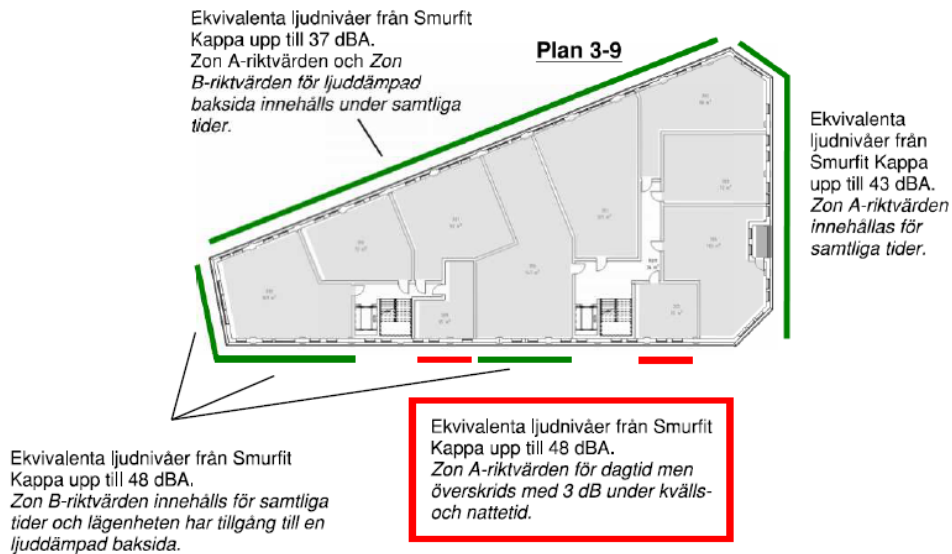 Ekvivalenta ljudnivåer från Smurfit
Kappa upp till 37 dBA.
Zon A-riktvärden och Zon
B-riktvärden för ljuddämpad
baksida innehålls under samtliga
tider.
Plan 3-9
Ekvivalenta
ljudnivåer från
Smurfit Kappa
upp till 43 dBA.
Zon A-riktvärden
innehållas för
samtliga tider.
Ekvivalenta ljudnivåer från Smurfit
Kappa upp till 48 dBA.
Zon B-riktvärden innehålls för samtliga
tider och lägenheten har tillgång till en
ljuddämpad baksida.
Ekvivalenta ljudnivåer från Smurfit
Kappa upp till 48 dBA.
Zon A-riktvärden för dagtid men
överskrids med 3 dB under kvälls-
och nattetid.